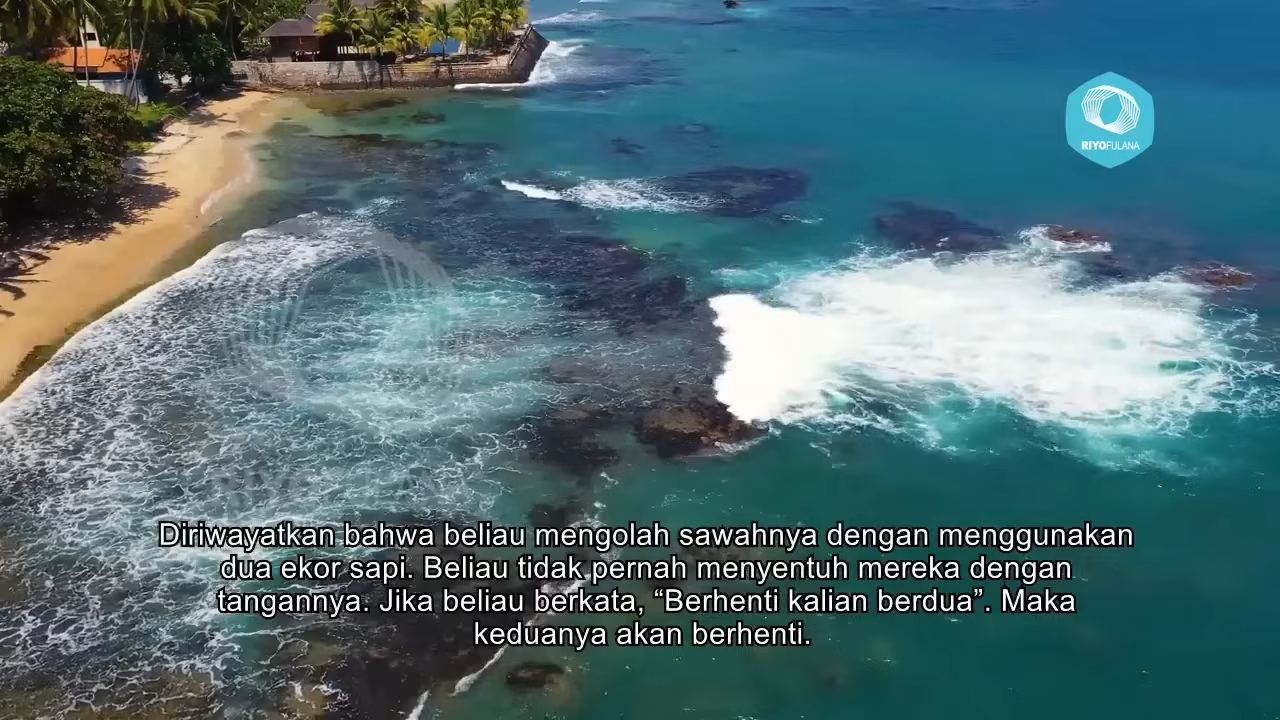 RIYOFULANA
Diriwayatkan bahwa beliau mengolah sawahnya dengan menggunakan
dua ekor sapi. Beliau tidak pernah menyentuh mereka dengan
tangannya. Jika beliau berkata, “Berhenti kalian berdua”. Maka
keduanya akan berhenti.